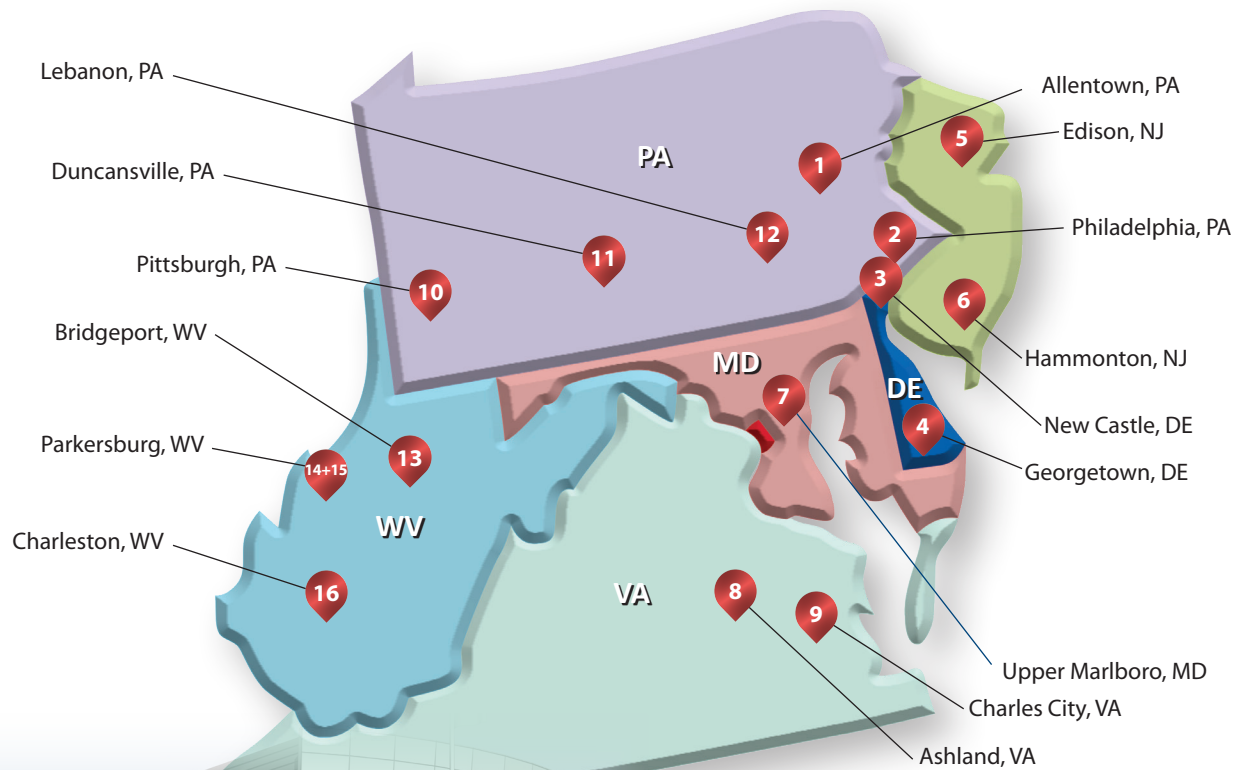 Lebanon, PA
Allentown, PA
Edison, NJ
5
PA
1
Duncansville, PA
12
2
Philadelphia, PA
11
Pittsburgh, PA
3
10
6
Bridgeport, WV
MD
Hammonton, NJ
7
DE
4
New Castle, DE
Parkersburg, WV
14+15
13
Georgetown, DE
WV
Charleston, WV
16
VA
8
9
Upper Marlboro, MD
Charles City, VA
Ashland, VA